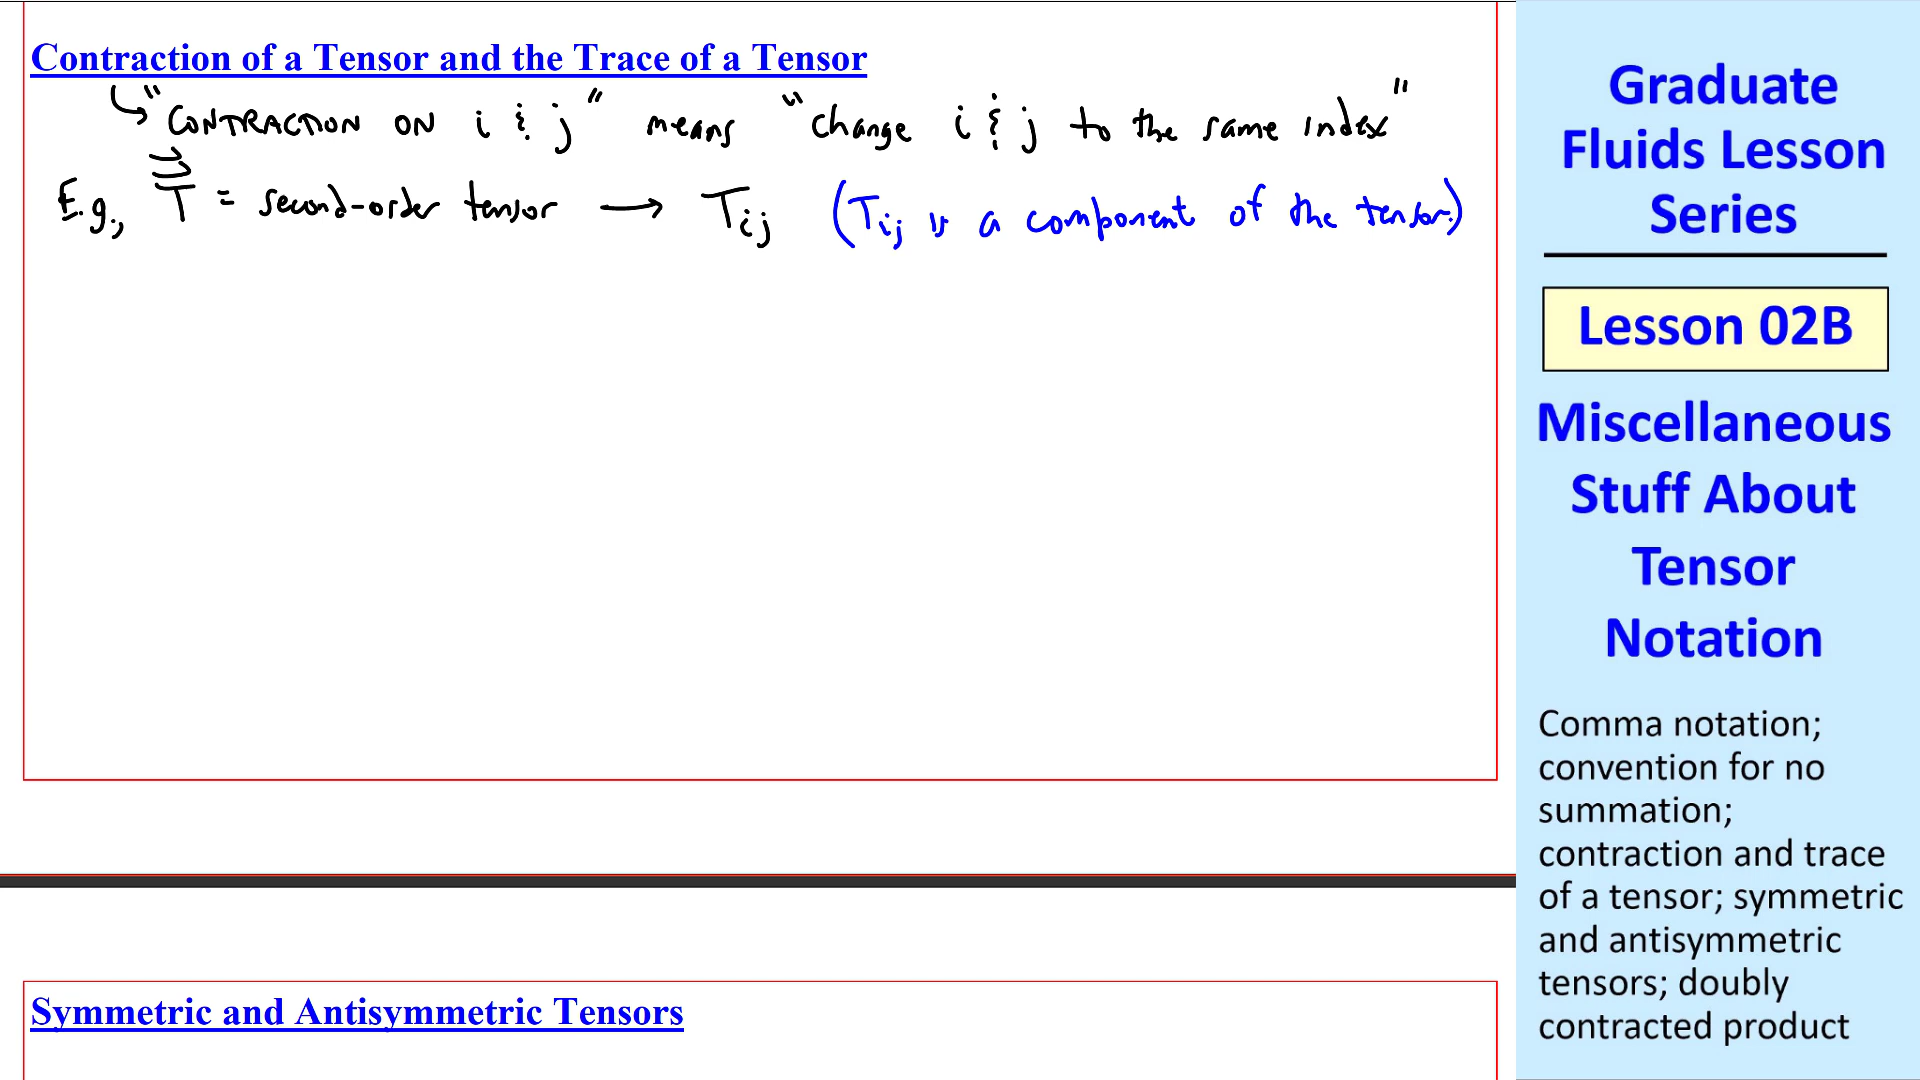 Contraction of a Tensor and the Trace of a Tensor
"CONTRACTION ON i & j" means "change i & j to the same index"
E.g., T = second-order tensor → Tij (Tij is a component of the tensor.)
Symmetric and Antisymmetric Tensors
Graduate
Fluids Lesson
Series
Lesson 02B
Miscellaneous
Stuff About
Tensor
Notation
Comma notation;
convention for no
summation;
contraction and trace
of a tensor; symmetric
and antisymmetric
tensors; doubly
contracted product